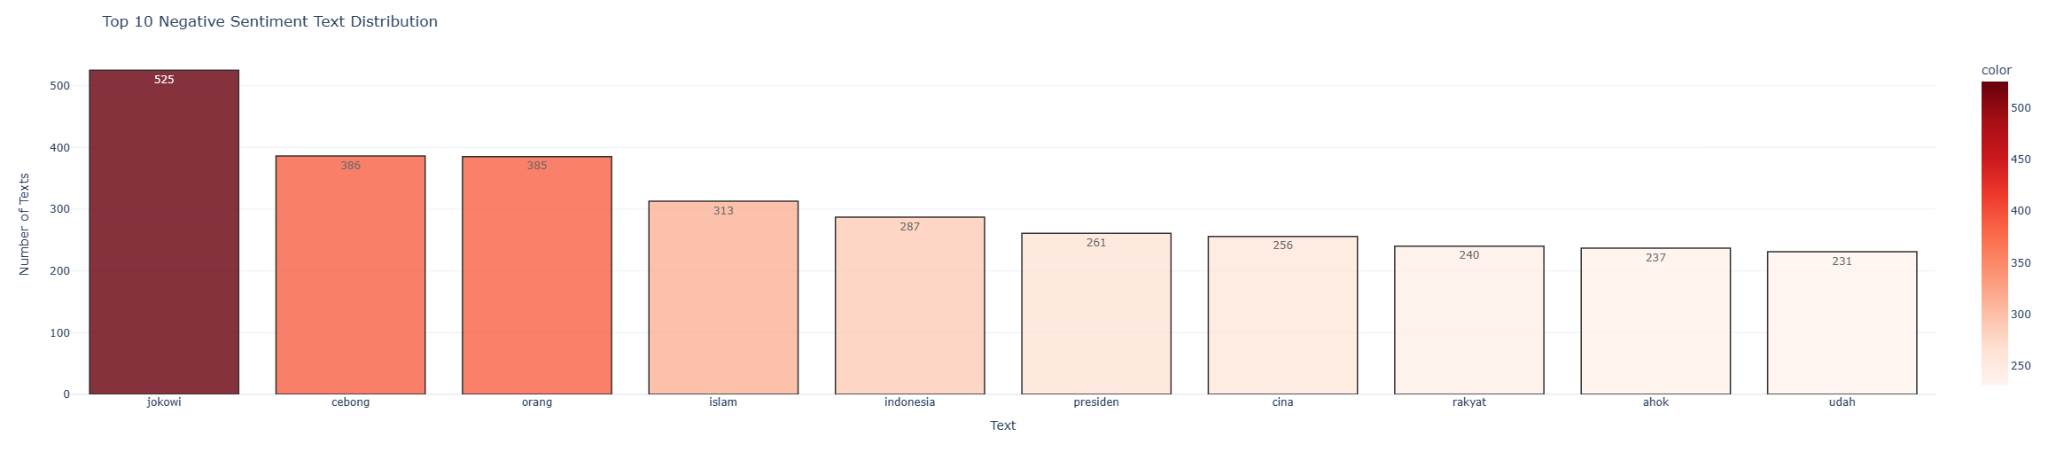 Top 10 Negative Sentiment Text Distribution
Number of Texts
500
400
300
200
100
0
525
386
385
313
287
261
256
240
237
231
jokowi
cebong
orang
islam
indonesia
presiden
cina
rakyat
ahok
udah
Text
color
500
450
400
350
300
250